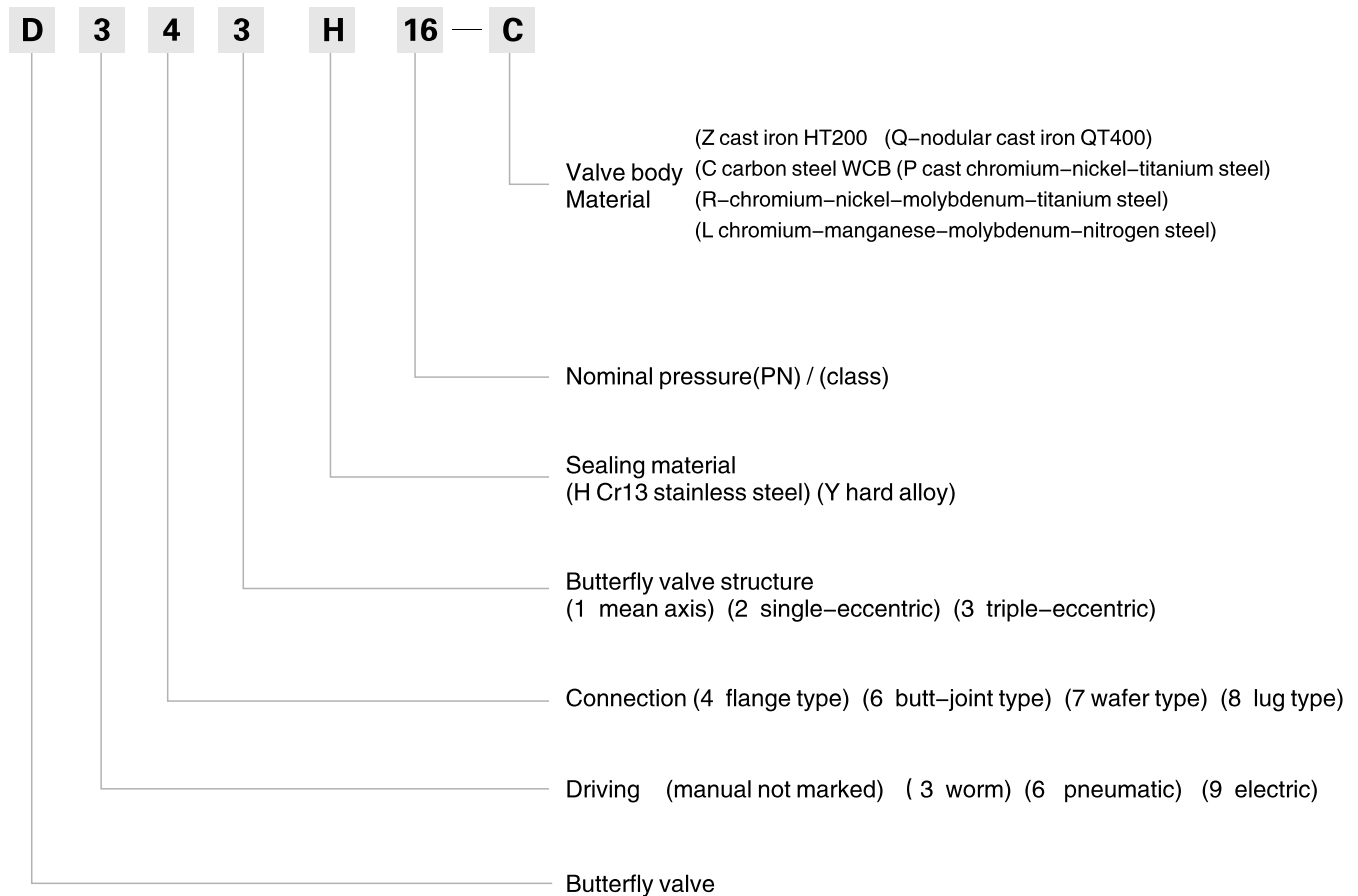 D 3 4 3 H 16 — C
(Z cast iron HT200 (Q−nodular cast iron QT400)
Valve body (C carbon steel WCB (P cast chromium−nickel−titanium steel)
Material (R−chromium−nickel−molybdenum−titanium steel)
(L chromium−manganese−molybdenum−nitrogen steel)
Nominal pressure(PN) / (class)
Sealing material
(H Cr13 stainless steel) (Y hard alloy)
Butterfly valve structure
(1 mean axis) (2 single−eccentric) (3 triple−eccentric)
Connection (4 flange type) (6 butt−joint type) (7 wafer type) (8 lug type)
Driving (manual not marked) ( 3 worm) (6 pneumatic) (9 electric)
Butterfly valve